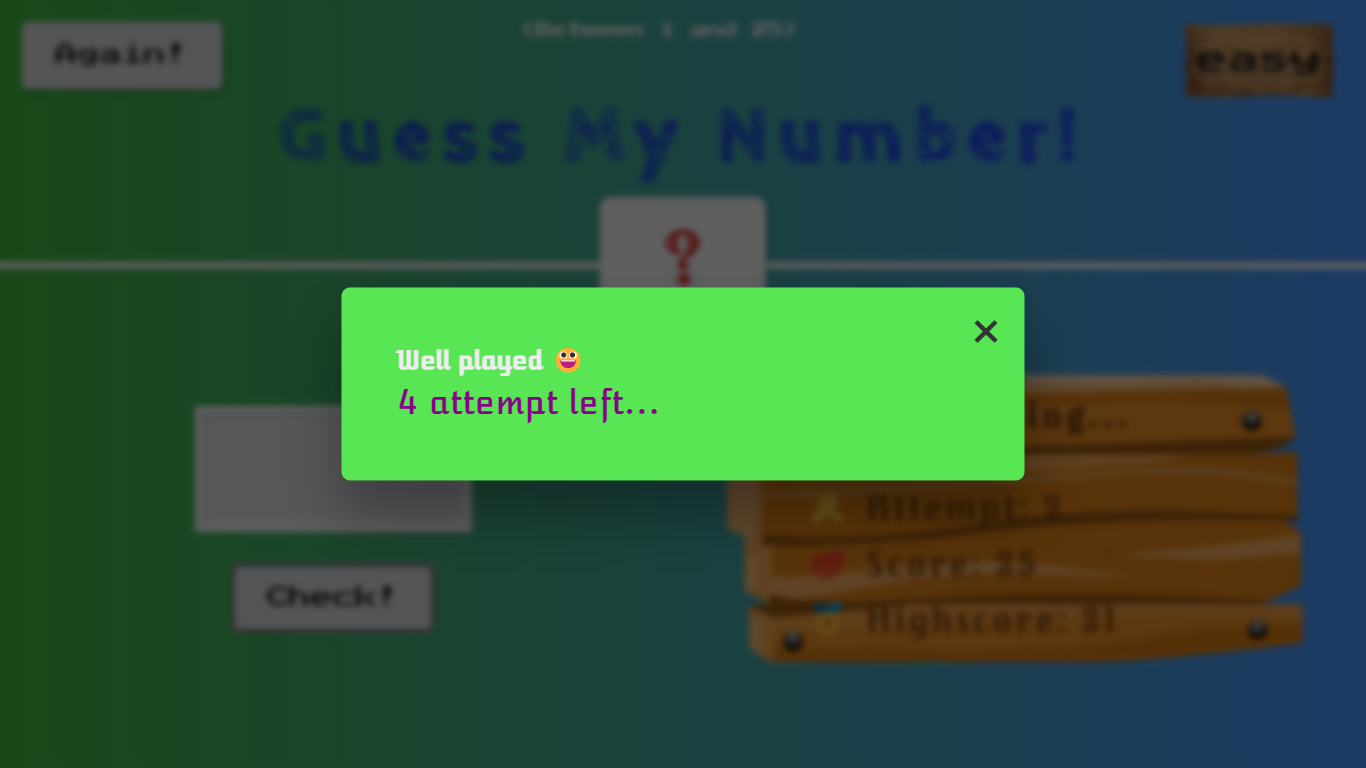 (Between 1 and 25)
Again!
easy
Guess My Number!
?
Well played 😀
4 attempt left...
ing...
Attempt: 2
Score: 25
Check!
Highscore: 21